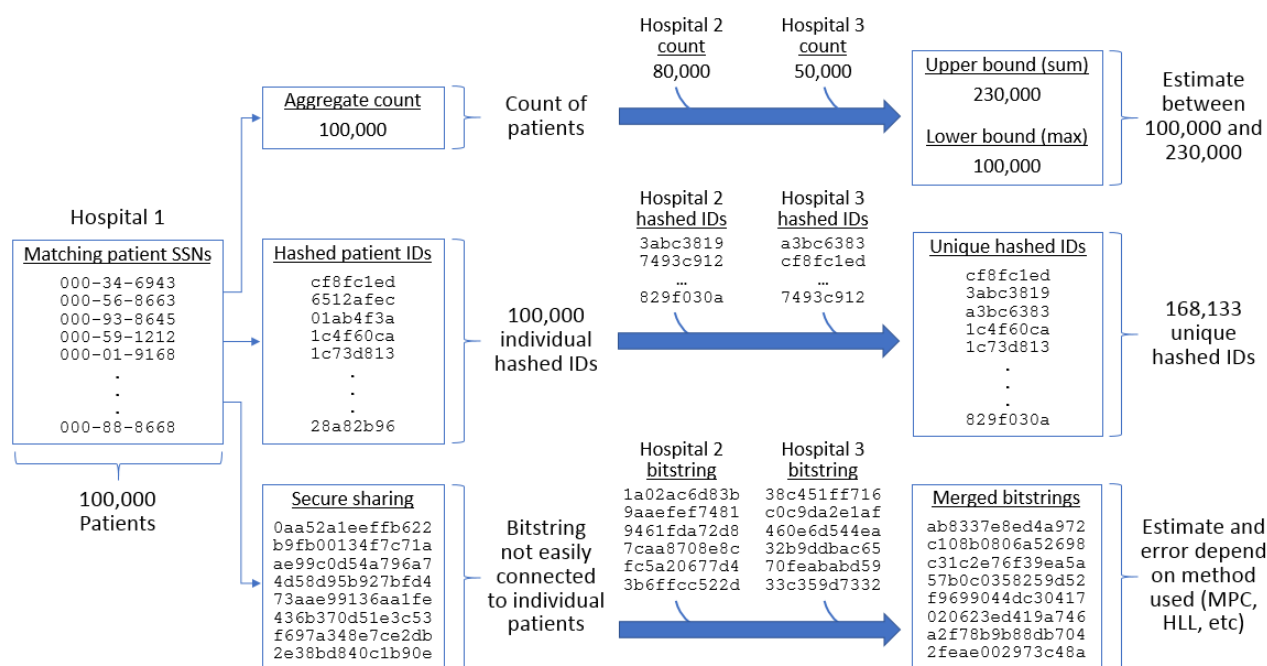 Hospital 1
Matching patient SSNs
000-34-6943
000-56-8663
000-93-8645
000-59-1212
000-01-9168
.
.
.
000-88-8668
100,000
Patients
Aggregate count
100,000
Count of
patients
Hospital 2
count
80,000
Hospital 3
count
50,000
Upper bound (sum)
230,000
Lower bound (max)
100,000
Estimate
between
100,000 and
230,000
Hashed patient IDs
cf8fc1ed
6512afec
01ab4f3a
1c4f60ca
1c73d813
.
.
.
28a82b96
100,000
individual
hashed IDs
Hospital 2
hashed IDs
3abc3819
7493c912
…
829f030a
Hospital 3
hashed IDs
a3bc6383
cf8fc1ed
…
7493c912
Unique hashed IDs
cf8fc1ed
3abc3819
a3bc6383
1c4f60ca
1c73d813
.
.
.
829f030a
168,133
unique
hashed IDs
Secure sharing
0aa52a1eeffb622
b9fb00134f7c71a
ae99c0d54a796a7
4d58d95b927bfd4
73aae99136aa1fe
436b370d51e3c53
f697a348e7ce2db
2e38bd840c1b90e
Bitstring
not easily
connected
to individual
patients
Hospital 2
bitstring
1a02ac6d83b
9aaefef7481
9461fda72d8
7caa8708e8c
fc5a20677d4
3b6ffcc522d
Hospital 3
bitstring
38c451ff716
c0c9da2e1af
460e6d544ea
32b9ddbac65
70feababd59
33c359d7332
Merged bitstrings
ab8337e8ed4a972
c108b0806a52698
c31c2e76f39ea5a
57b0c0358259d52
f9699044dc30417
020623ed419a746
a2f78b9b88db704
2feae002973c48a
Estimate and
error depend
on method
used (MPC,
HLL, etc)